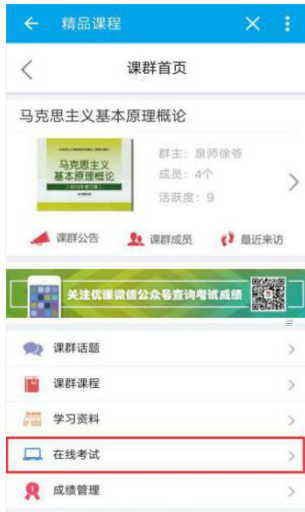 精品课程
课群首页
马克思主义基本原理概论
马克思主义
基本原理概论
群主：泉师徐爷
成员：4个
活跃度：9
课群公告
课群成员
最近来访
关注优课微信公众号查询考试成绩
课群话题
课群课程
学习资料
在线考试
成绩管理